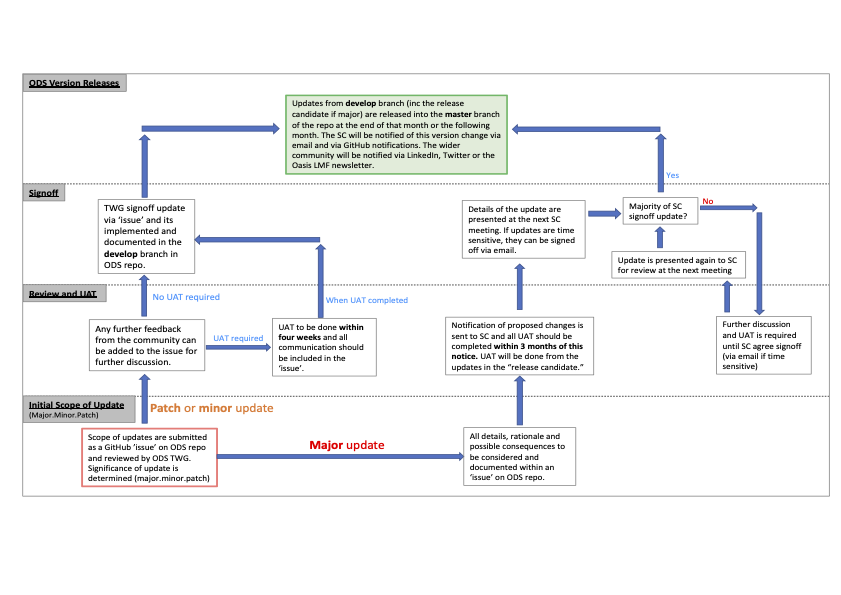 ODS Version Releases
Updates from develop branch (inc the release
candidate if major) are released into the master branch
of the repo at the end of that month or the following
month. The SC will be notified of this version change via
email and via GitHub notifications. The wider
community will be notified via LinkedIn, Twitter or the
Oasis LMF newsletter.
Yes
Signoff
TWG signoff update
via ‘issue’ and its
implemented and
documented in the
develop branch in
ODS repo.
Details of the update are
presented at the next SC
meeting. If updates are time
sensitive, they can be signed
off via email.
Majority of SC
signoff update?
No
Update is presented again to SC
for review at the next meeting
Review and UAT
No UAT required
When UAT completed
Any further feedback
from the community can
be added to the issue for
further discussion.
UAT required
UAT to be done within
four weeks and all
communication should
be included in the
‘issue’.
Notification of proposed changes is
sent to SC and all UAT should be
completed within 3 months of this
notice. UAT will be done from the
updates in the “release candidate.”
Further discussion
and UAT is required
until SC agree signoff
(via email if time
sensitive)
Initial Scope of Update
(Major.Minor.Patch)
Patch or minor update
Scope of updates are submitted
as a GitHub ‘issue’ on ODS repo
and reviewed by ODS TWG.
Significance of update is
determined (major.minor.patch)
Major update
All details, rationale and
possible consequences to
be considered and
documented within an
‘issue’ on ODS repo.